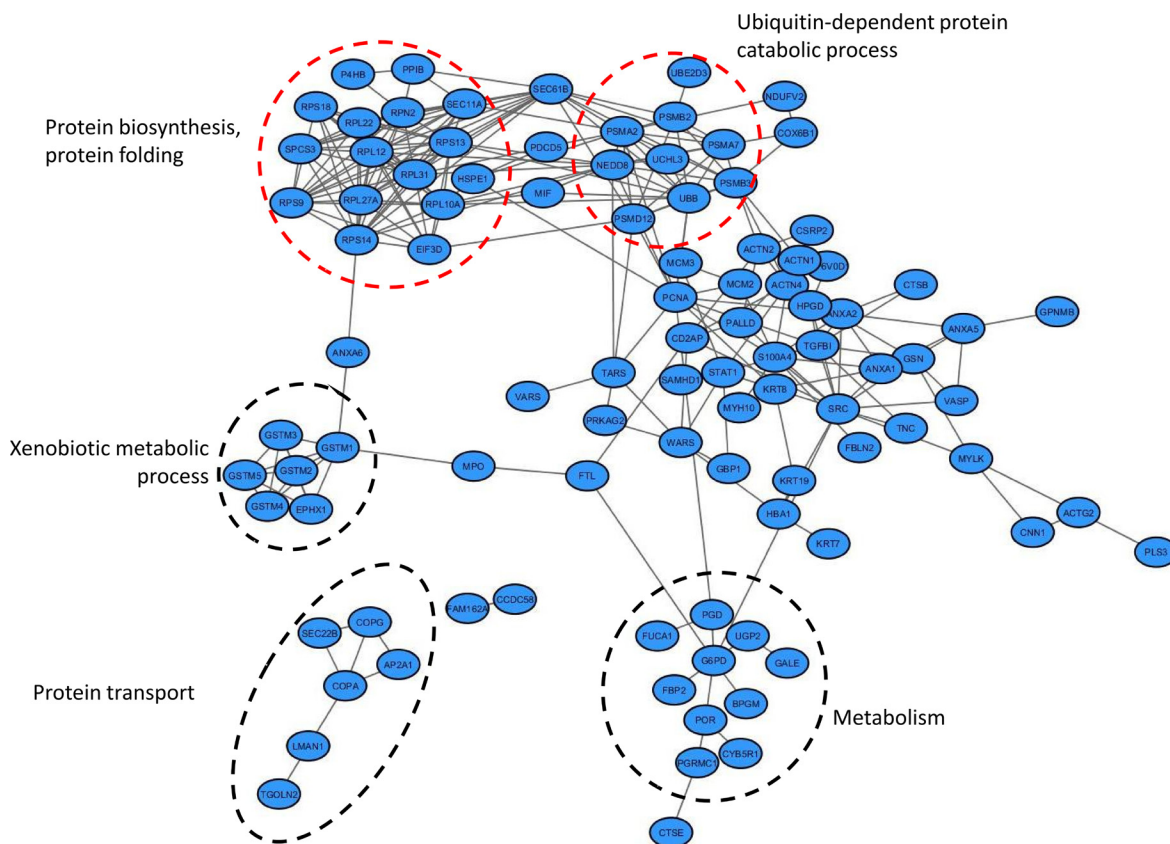 Ubiquitin-dependent protein
catabolic process
Protein biosynthesis,
protein folding
P4HB
PPIB
SEC61B
UBE2D3
NDUFV2
RPS18
RPL22
RPN2
SEC11A
PSMB2
PSMA2
COX6B1
SPCS3
RPL12
RPS13
PDCD5
UCHL3
PSMA7
NEDD8
RPL31
HSPE1
MIF
PSMB3
RPS9
RPL27A
RPL10A
UBB
PSMD12
RPS14
EIF3D
CSRP2
ACTN2
ACTN1
6V0D
MCM3
MCM2
ACTN4
CTSB
PCNA
HPGD
ANXA2
GPNMB
PALLD
ANXA5
CD2AP
TGFBI
ANXA6
S100A4
GSN
ANXA1
TARS
SAMHD1
STAT1
KRT8
VARS
MYH10
SRC
VASP
PRKAG2
TNC
Xenobiotic metabolic
process
GSTM3
GSTM1
WARS
FBLN2
GSTM5
GSTM2
MPO
FTL
GBP1
KRT19
MYLK
GSTM4
EPHX1
HBA1
ACTG2
CNN1
KRT7
PLS3
FAM162A
CCDC58
SEC22B
COPG
PGD
FUCA1
UGP2
AP2A1
G6PD
GALE
Protein transport
COPA
FBP2
BPGM
Metabolism
POR
LMAN1
CYB5R1
PGRMC1
TGOLN2
CTSE